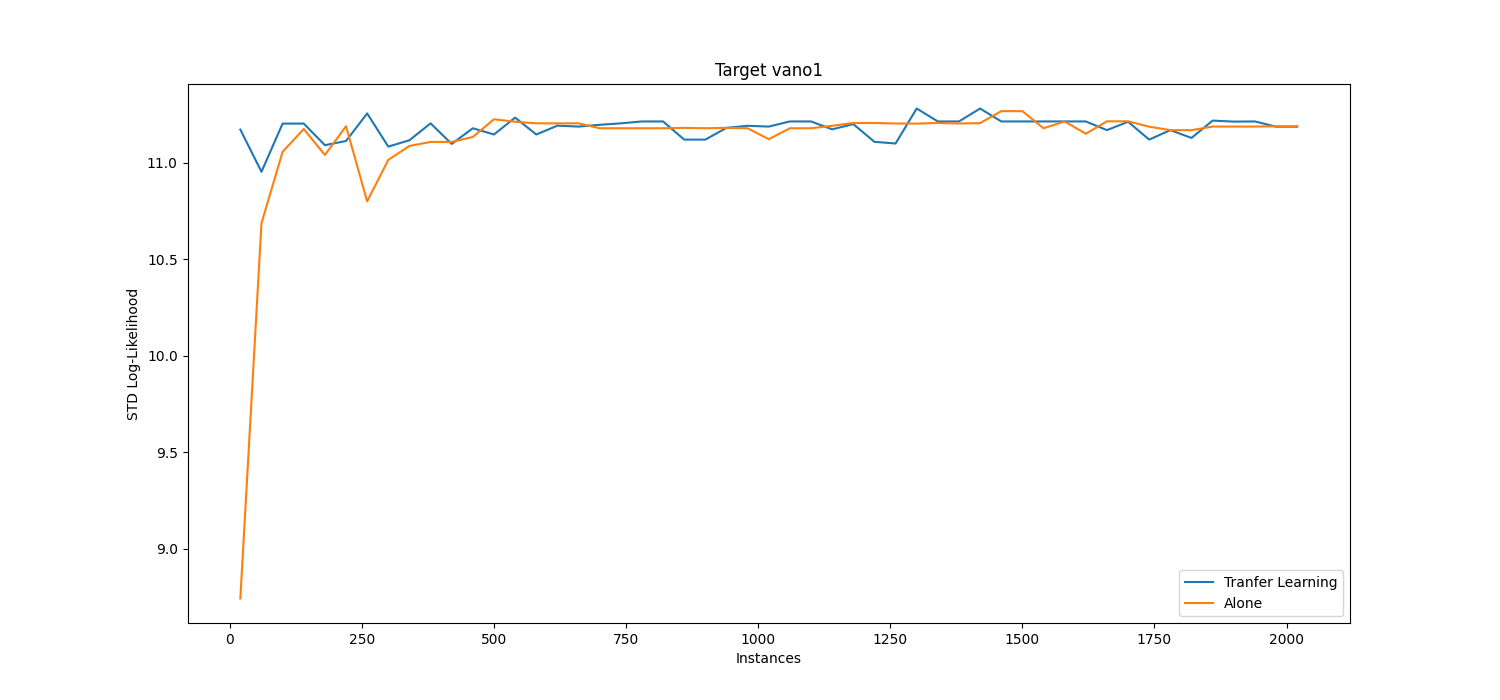 Target vano1
STD Log-Likelihood
11.0
10.5
10.0
9.5
9.0
0 250 500 750 1000 1250 1500 1750 2000
Instances
Tranfer Learning
Alone